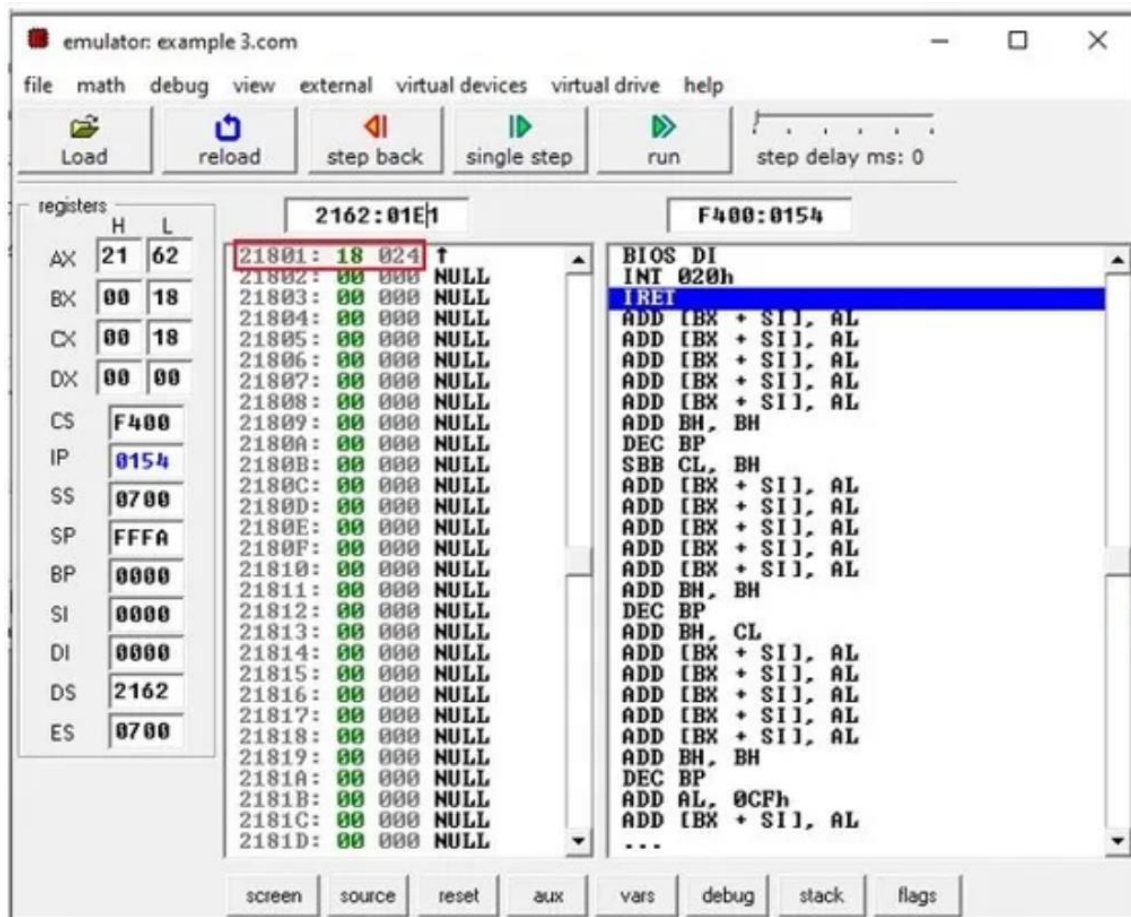 emulator: example 3.com
file math debug view external virtual devices virtual drive help
Load reload step back single step run step delay ms: 0
registers
H L
AX 21 62
BX 00 18
CX 00 18
DX 00 00
CS F400
IP 0154
SS 0700
SP FFFA
BP 0000
SI 0000
DI 0000
DS 2162
ES 0700
2162:01E1
21801: 18 024 ↑
21802: 00 000 NULL
21803: 00 000 NULL
21804: 00 000 NULL
21805: 00 000 NULL
21806: 00 000 NULL
21807: 00 000 NULL
21808: 00 000 NULL
21809: 00 000 NULL
2180A: 00 000 NULL
2180B: 00 000 NULL
2180C: 00 000 NULL
2180D: 00 000 NULL
2180E: 00 000 NULL
2180F: 00 000 NULL
21810: 00 000 NULL
21811: 00 000 NULL
21812: 00 000 NULL
21813: 00 000 NULL
21814: 00 000 NULL
21815: 00 000 NULL
21816: 00 000 NULL
21817: 00 000 NULL
21818: 00 000 NULL
21819: 00 000 NULL
2181A: 00 000 NULL
2181B: 00 000 NULL
2181C: 00 000 NULL
2181D: 00 000 NULL
F400:0154
BIOS DI
INT 020h
IRET
ADD [BX + SI], AL
ADD [BX + SI], AL
ADD [BX + SI], AL
ADD [BX + SI], AL
ADD [BX + SI], AL
ADD BH, BH
DEC BP
SBB CL, BH
ADD [BX + SI], AL
ADD [BX + SI], AL
ADD [BX + SI], AL
ADD [BX + SI], AL
ADD [BX + SI], AL
ADD BH, BH
DEC BP
ADD BH, CL
ADD [BX + SI], AL
ADD [BX + SI], AL
ADD [BX + SI], AL
ADD [BX + SI], AL
ADD [BX + SI], AL
ADD BH, BH
DEC BP
ADD AL, 0CFh
ADD [BX + SI], AL
...
screen source reset aux vars debug stack flags